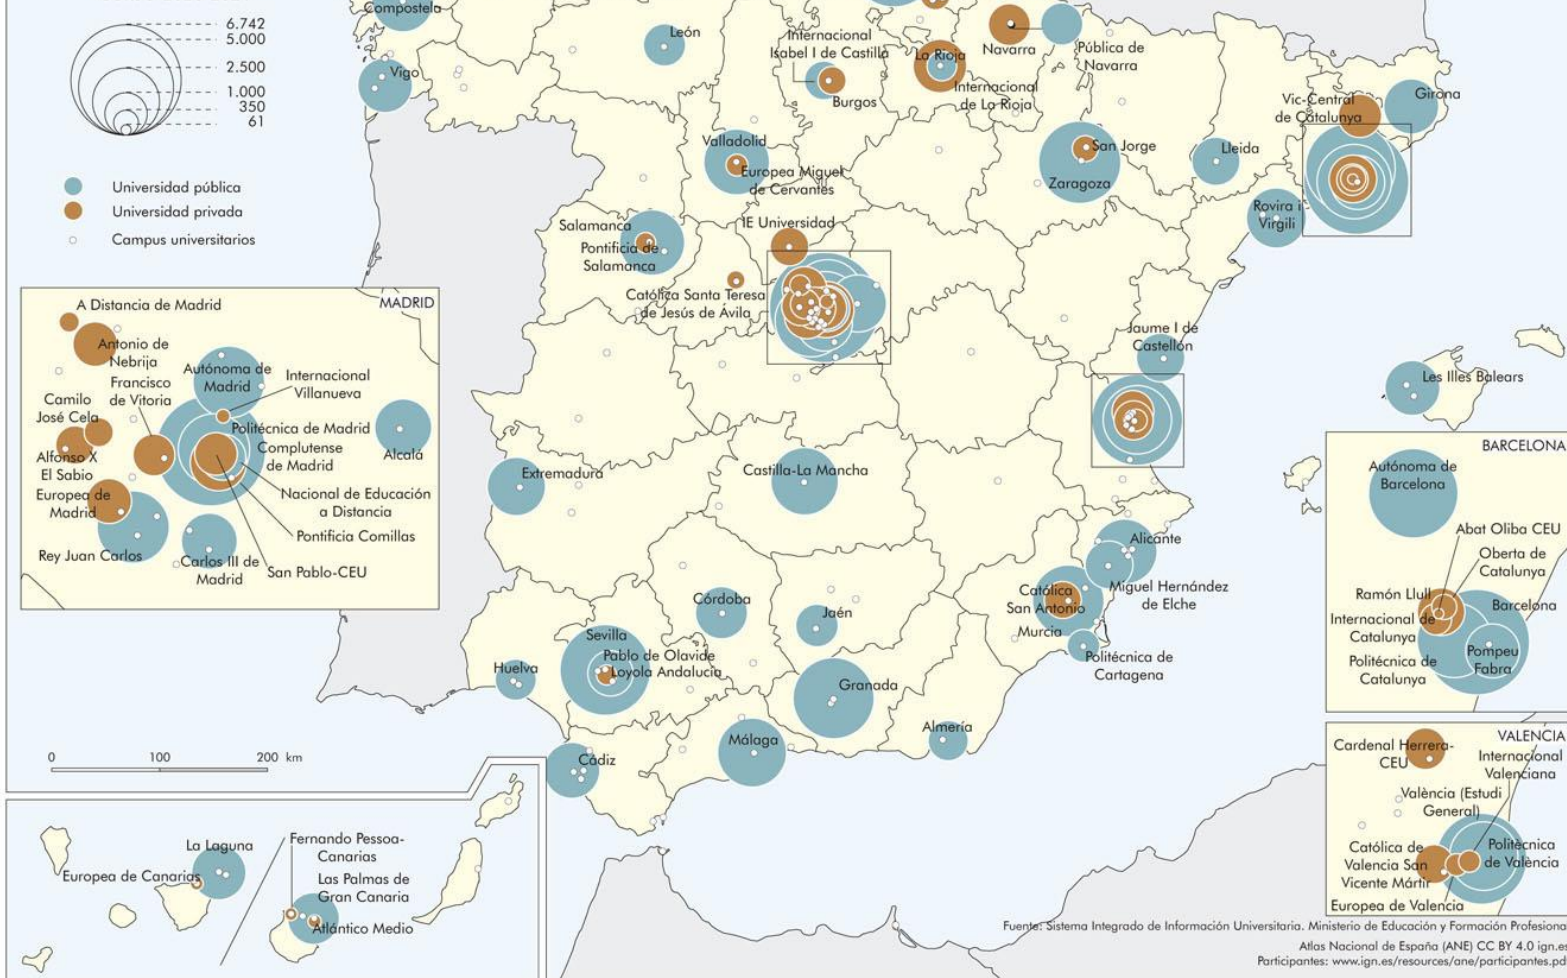 Compostela
6.742
5.000
2.500
1.000
350
61
Vigo
León
Internacional
Isabel I de Castilla
Burgos
La Rioja
Internacional
de La Rioja
Navarra
Pública de
Navarra
Vic-Central
de Catalunya
Girona
Universidad pública
Universidad privada
Campus universitarios
Valladolid
Europea Miguel
de Cervantes
San Jorge
Zaragoza
Lleida
Rovira i
Virgili
Salamanca
Pontificia de
Salamanca
IE Universidad
Católica Santa Teresa
de Jesús de Ávila
Jaume I de
Castellón
Les Illes Balears
MADRID
A Distancia de Madrid
Antonio de
Nebrija
Francisco
de Vitoria
Autónoma de
Madrid
Internacional
Villanueva
Camilo
José Cela
Politécnica de Madrid
Complutense
de Madrid
Alcalá
Alfonso X
El Sabio
Europea de
Madrid
Nacional de Educación
a Distancia
Pontificia Comillas
Rey Juan Carlos
Carlos III de
Madrid
San Pablo-CEU
Extremadura
Castilla-La Mancha
Alicante
Miguel Hernández
de Elche
Católica
San Antonio
Murcia
Politécnica de
Cartagena
Córdoba
Jaén
Sevilla
Pablo de Olavide
Loyola Andalucía
Huelva
Granada
Almería
Málaga
Cádiz
BARCELONA
Autónoma de
Barcelona
Abat Oliba CEU
Oberta de
Catalunya
Ramón Llull
Barcelona
Internacional de
Catalunya
Politécnica de
Catalunya
Pompeu
Fabra
VALENCIA
Cardenal Herrera-
CEU
Internacional
Valenciana
València (Estudi
General)
Politècnica
de València
Católica de
Valencia San
Vicente Mártir
Europea de Valencia
0 100 200 km
La Laguna
Europea de Canarias
Fernando Pessoa-
Canarias
Las Palmas de
Gran Canaria
Atlántico Medio
Fuente: Sistema Integrado de Información Universitaria. Ministerio de Educación y Formación Profesiona
Atlas Nacional de España (ANE) CC BY 4.0 ign.es
Participantes: www.ign.es/resources/ane/participantes.pd